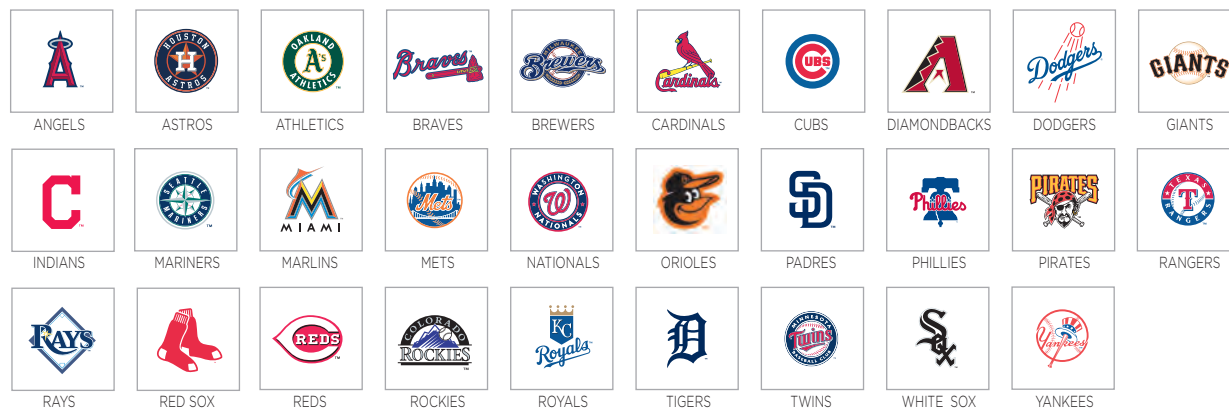 A
HOUSTON
H
ASTROS
OAKLAND
A's
ATHLETICS
Braves
MILWAUKEE
Brewers
Cardinals
CUBS
A
Dodgers
GIANTS
ANGELS ASTROS ATHLETICS BRAVES BREWERS CARDINALS CUBS DIAMONDBACKS DODGERS GIANTS
C
SEATTLE
MARINERS
M
MIAMI
Mets
WASHINGTON
W
NATIONALS
SD
Phillies
PIRATES
TEXAS
T
RANGERS
INDIANS MARINERS MARLINS METS NATIONALS ORIOLES PADRES PHILLIES PIRATES RANGERS
RAYS
REDS
COLORADO
ROCKIES
KC
Royals
D
MINNESOTA
Twins
BASEBALL CLUB
Sox
Yankees
RAYS RED SOX REDS ROCKIES ROYALS TIGERS TWINS WHITE SOX YANKEES